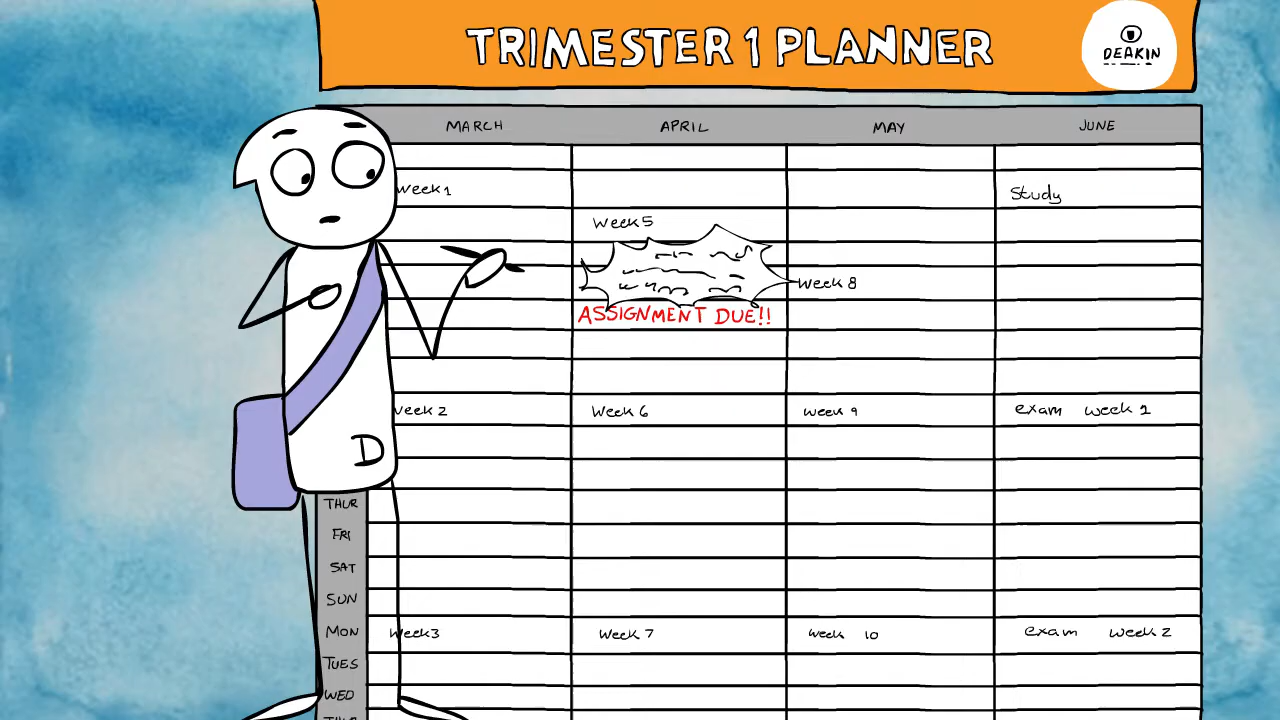 TRIMESTER 1 PLANNER
DEAKIN
MARCH APRIL MAY JUNE
Week 1 Study
Week 5
Week 8
ASSIGNMENT DUE!!
Week 2 Week 6 Week 9 exam week 1
D
THUR
FRI
SAT
SUN
MON Week3 Week 7 Week 10 exam week 2
TUES
WED
THUR